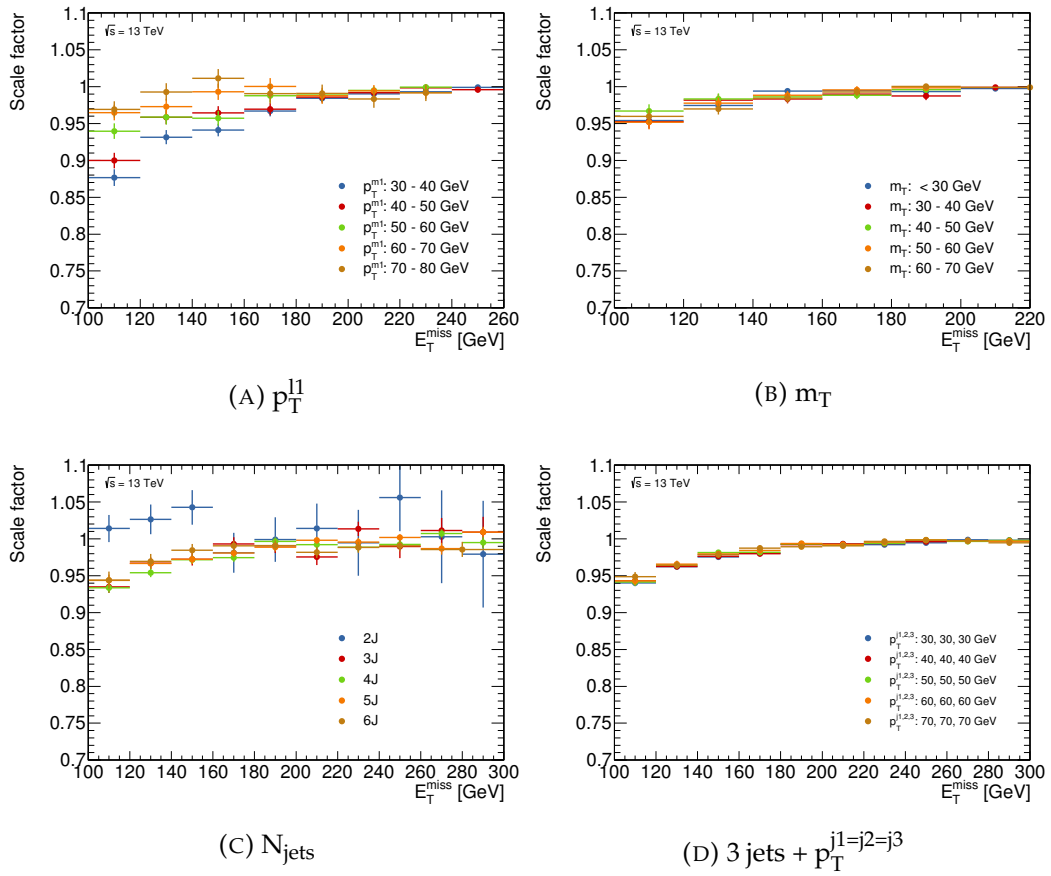 Scale factor
1.1
1.05
1
0.95
0.9
0.85
0.8
0.75
0.7
√s = 13 TeV
p_T^m1: 30 - 40 GeV
p_T^m1: 40 - 50 GeV
p_T^m1: 50 - 60 GeV
p_T^m1: 60 - 70 GeV
p_T^m1: 70 - 80 GeV
100 120 140 160 180 200 220 240 260
E_T^miss [GeV]
(A) p_T^l1
Scale factor
1.1
1.05
1
0.95
0.9
0.85
0.8
0.75
0.7
√s = 13 TeV
m_T: < 30 GeV
m_T: 30 - 40 GeV
m_T: 40 - 50 GeV
m_T: 50 - 60 GeV
m_T: 60 - 70 GeV
100 120 140 160 180 200 220
E_T^miss [GeV]
(B) m_T
Scale factor
1.1
1.05
1
0.95
0.9
0.85
0.8
0.75
0.7
√s = 13 TeV
2J
3J
4J
5J
6J
100 120 140 160 180 200 220 240 260 280 300
E_T^miss [GeV]
(C) N_jets
Scale factor
1.1
1.05
1
0.95
0.9
0.85
0.8
0.75
0.7
√s = 13 TeV
p_T^j1,2,3: 30, 30, 30 GeV
p_T^j1,2,3: 40, 40, 40 GeV
p_T^j1,2,3: 50, 50, 50 GeV
p_T^j1,2,3: 60, 60, 60 GeV
p_T^j1,2,3: 70, 70, 70 GeV
100 120 140 160 180 200 220 240 260 280 300
E_T^miss [GeV]
(D) 3 jets + p_T^j1=j2=j3